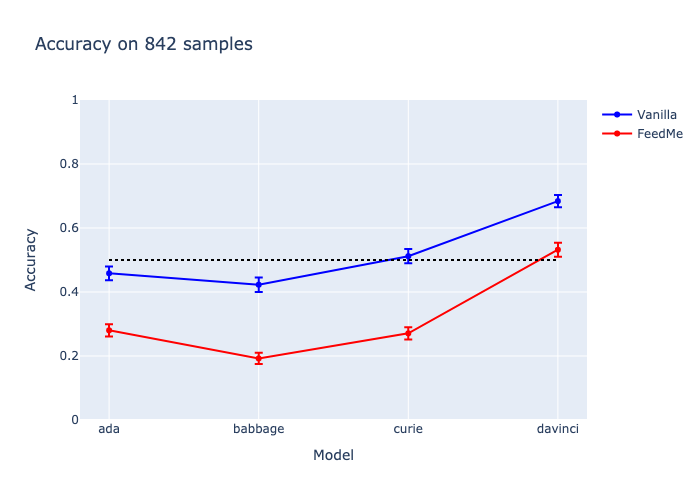 Accuracy on 842 samples
Vanilla
FeedMe
Accuracy
1
0.8
0.6
0.4
0.2
0
ada
babbage
curie
davinci
Model